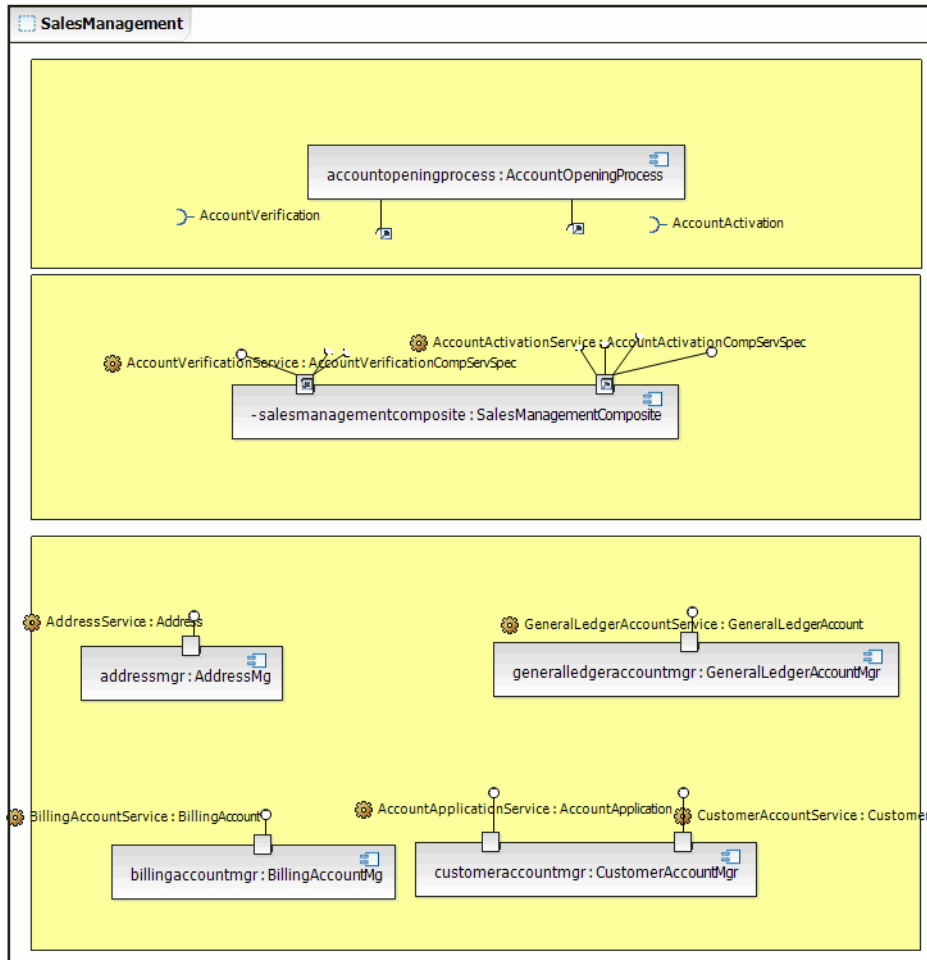 SalesManagement
accountopeningprocess : AccountOpeningProcess
AccountVerification
AccountActivation
AccountActivationService : AccountActivationCompServSpec
AccountVerificationService : AccountVerificationCompServSpec
-salesmanagementcomposite : SalesManagementComposite
AddressService : Address
GeneralLedgerAccountService : GeneralLedgerAccount
addressmgr : AddressMg
generalledgeraccountmgr : GeneralLedgerAccountMgr
BillingAccountService : BillingAccount
AccountApplicationService : AccountApplication
CustomerAccountService : Customer
billingaccountmgr : BillingAccountMg
customeraccountmgr : CustomerAccountMgr